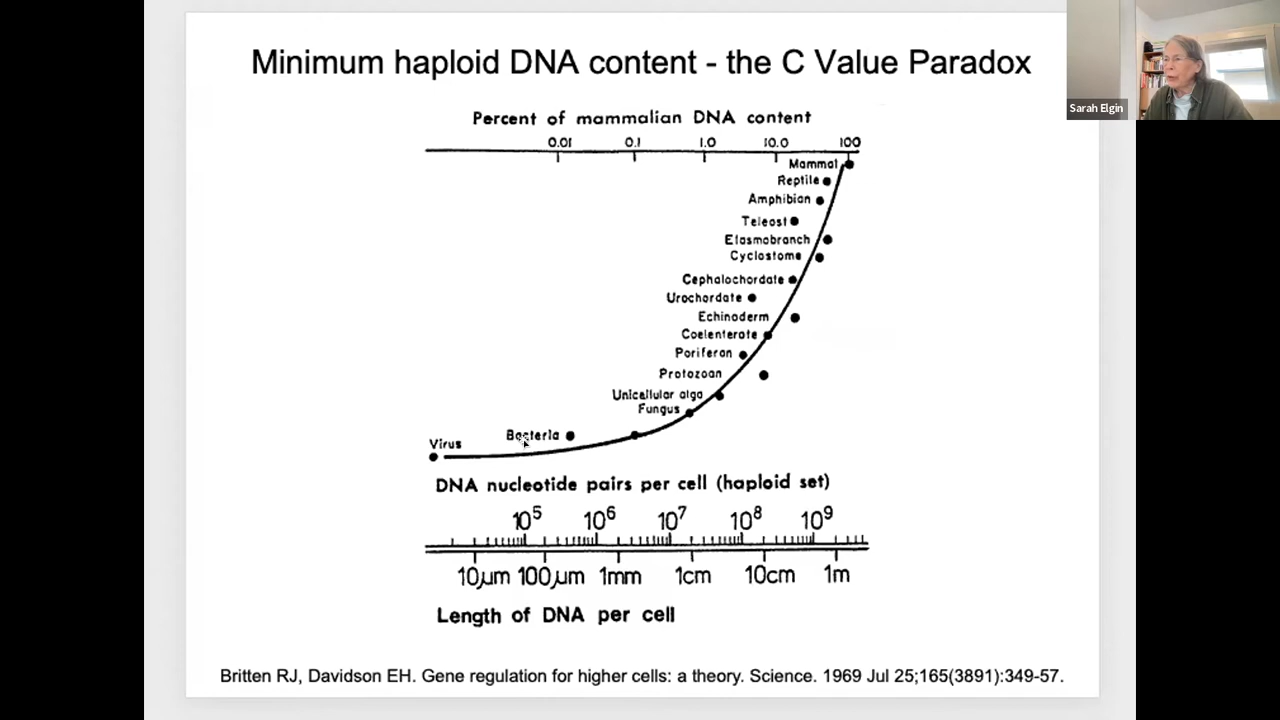 Minimum haploid DNA content - the C Value Paradox
Sarah Elgin
Percent of mammalian DNA content
0.01 0.1 1.0 10.0 100
Mammal
Reptile
Amphibian
Teleost
Elasmobranch
Cyclostome
Cephalochordate
Urochordate
Echinoderm
Coelenterate
Poriferan
Protozoan
Unicellular alga
Fungus
Bacteria
Virus
DNA nucleotide pairs per cell (haploid set)
10⁵ 10⁶ 10⁷ 10⁸ 10⁹
10μm 100μm 1mm 1cm 10cm 1m
Length of DNA per cell
Britten RJ, Davidson EH. Gene regulation for higher cells: a theory. Science. 1969 Jul 25;165(3891):349-57.